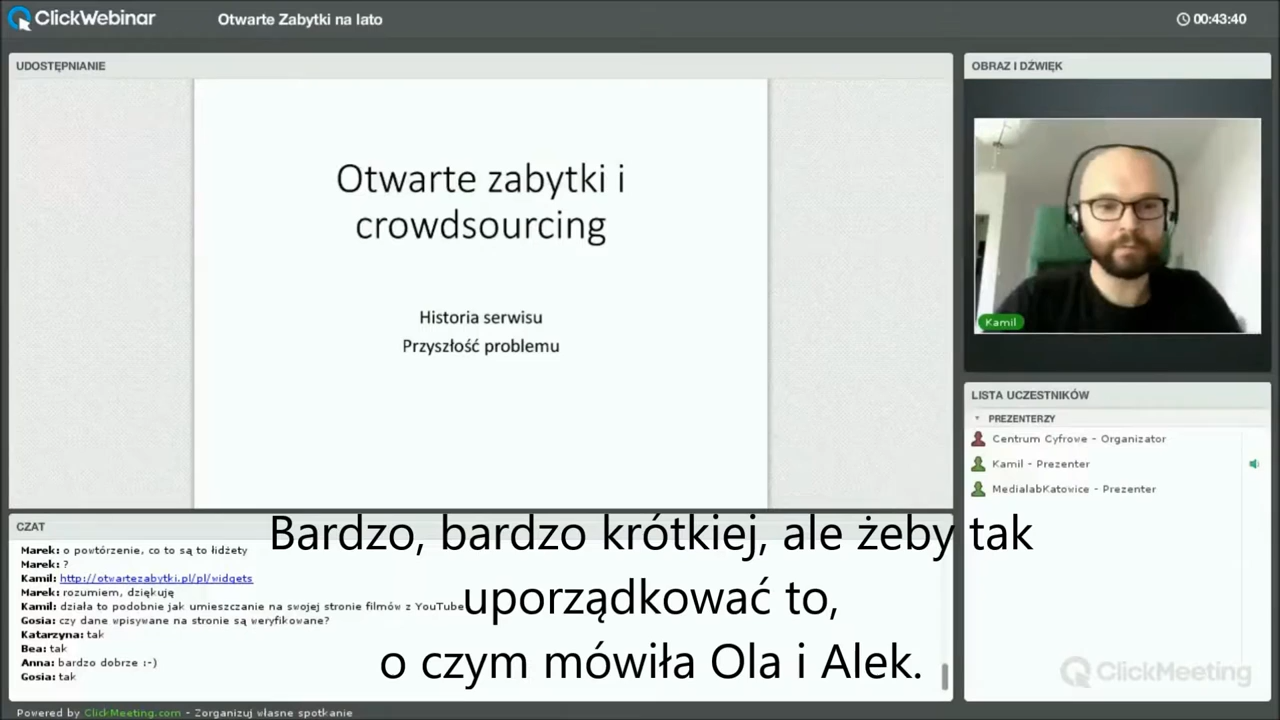 ClickWebinar
Otwarte Zabytki na lato
00:43:40
UDOSTĘPNIANIE
Otwarte zabytki i
crowdsourcing
Historia serwisu
Przyszłość problemu
OBRAZ I DŹWIĘK
Kamil
LISTA UCZESTNIKÓW
PREZENTERZY
Centrum Cyfrowe - Organizator
Kamil - Prezenter
MedialabKatowice - Prezenter
CZAT
Marek: o powtórzenie, co to są to łidżety
Marek: ?
Kamil: http://otwartezabytki.pl/pl/widgets
Marek: rozumiem, dziękuję
Kamil: działa to podobnie jak umieszczanie na swojej stronie filmów z YouTube
Gosia: czy dane wpisywane na stronie są weryfikowane?
Katarzyna: tak
Bea: tak
Anna: bardzo dobrze :-)
Gosia: tak
Bardzo, bardzo krótkiej, ale żeby tak
uporządkować to,
o czym mówiła Ola i Alek.
ClickMeeting
Powered by ClickMeeting.com - Zorganizuj własne spotkanie